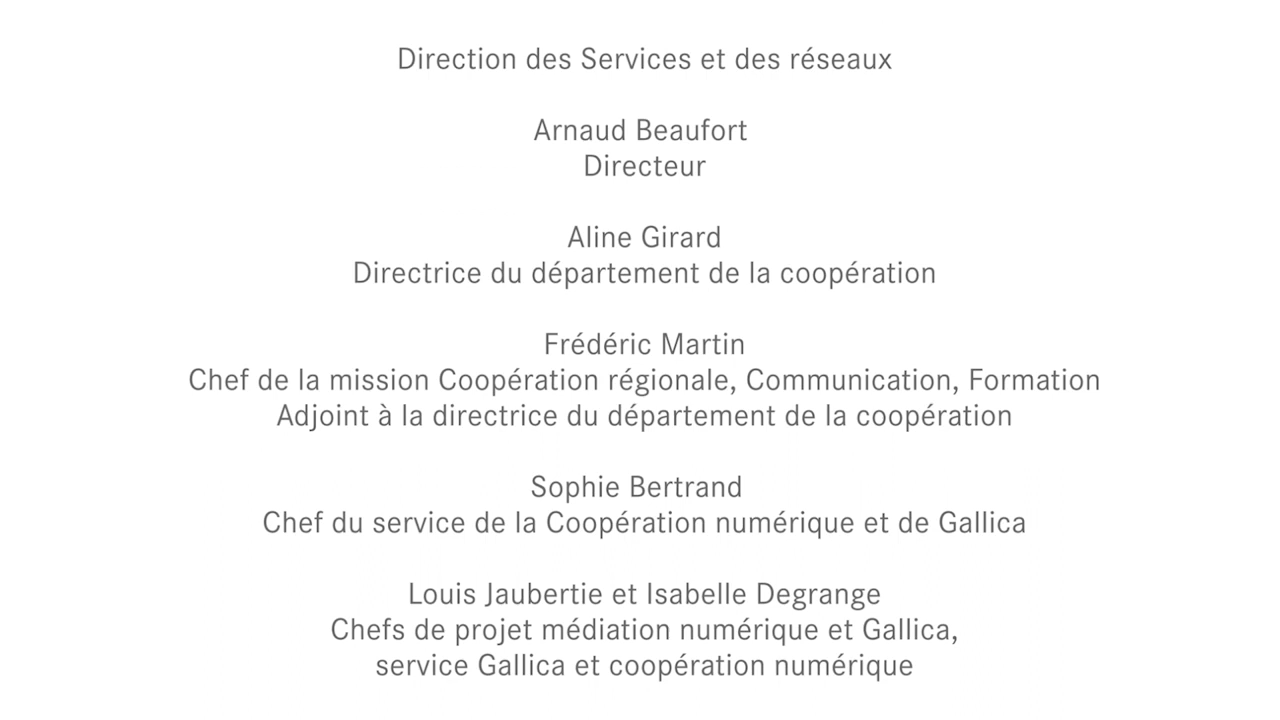 Direction des Services et des réseaux
Arnaud Beaufort
Directeur
Aline Girard
Directrice du département de la coopération
Frédéric Martin
Chef de la mission Coopération régionale, Communication, Formation
Adjoint à la directrice du département de la coopération
Sophie Bertrand
Chef du service de la Coopération numérique et de Gallica
Louis Jaubertie et Isabelle Degrange
Chefs de projet médiation numérique et Gallica,
service Gallica et coopération numérique